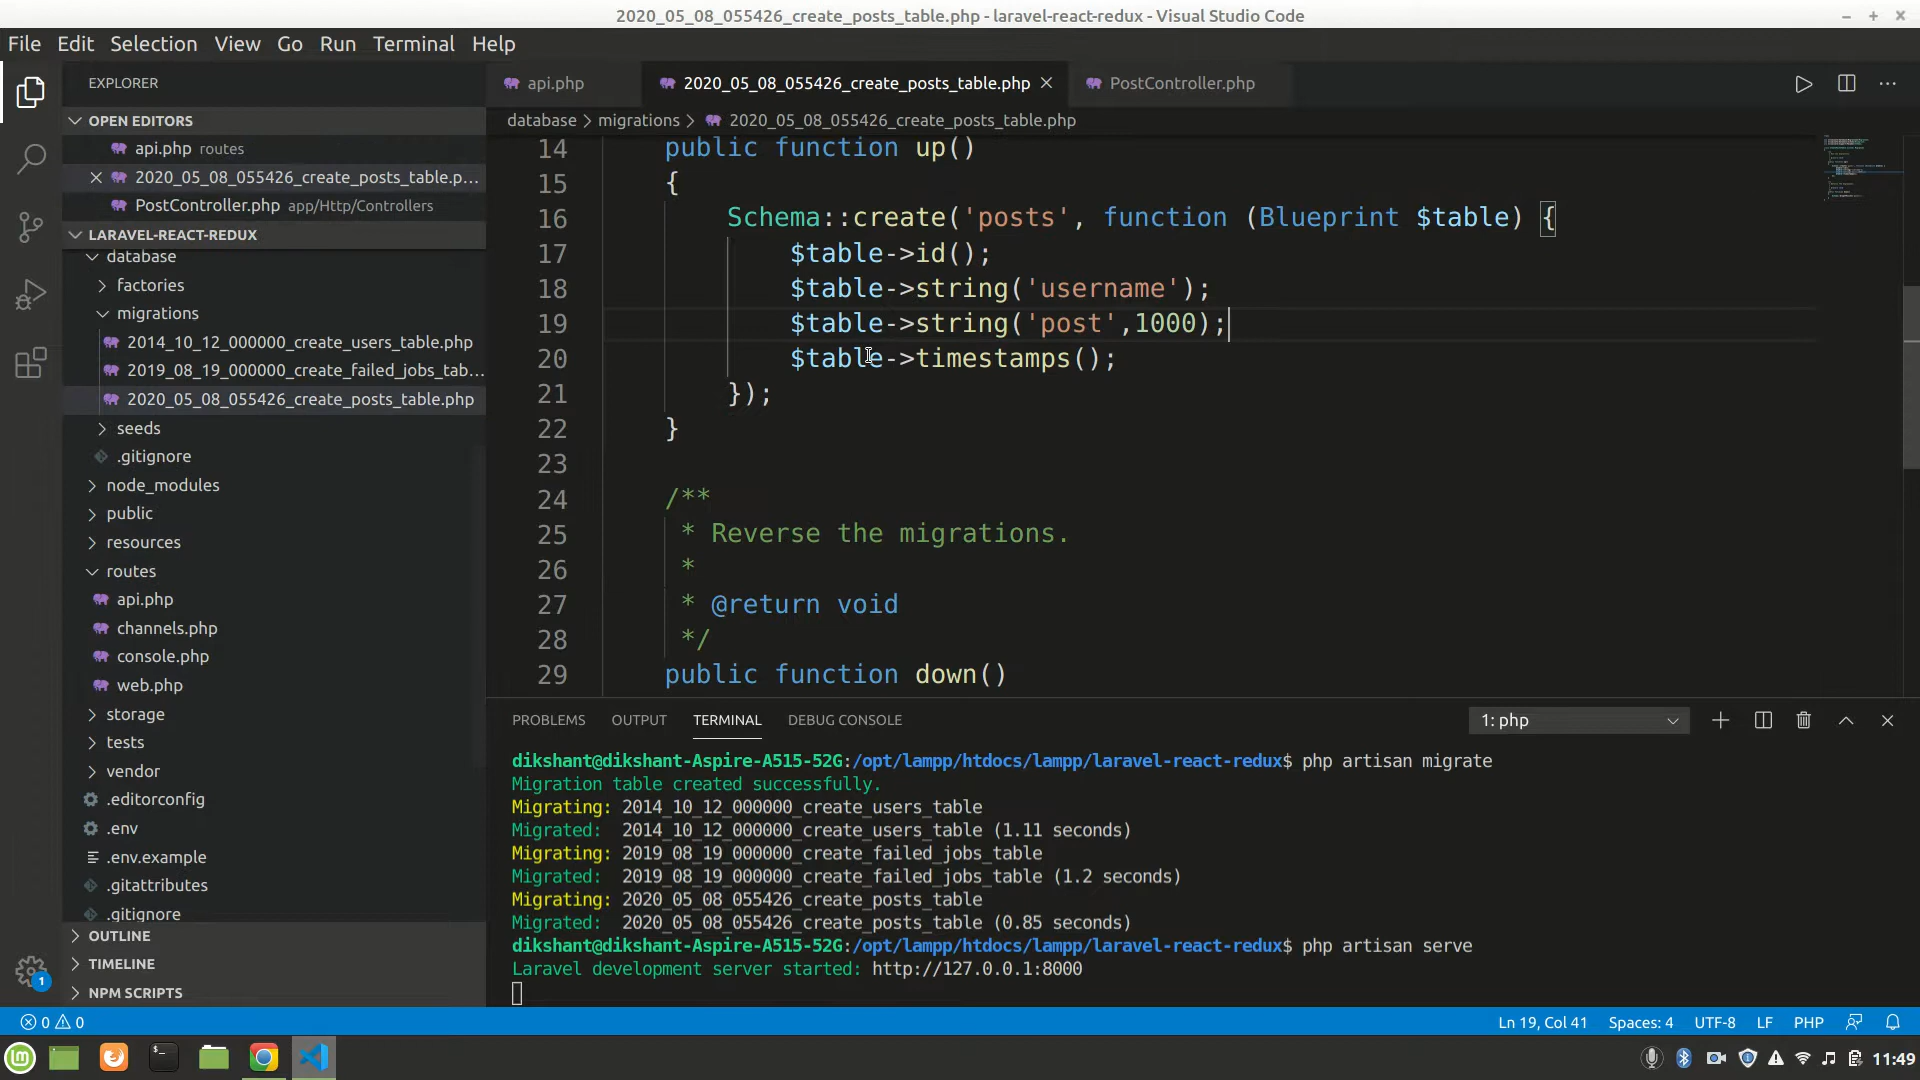 2020_05_08_055426_create_posts_table.php - laravel-react-redux - Visual Studio Code
File Edit Selection View Go Run Terminal Help
EXPLORER
OPEN EDITORS
api.php routes
2020_05_08_055426_create_posts_table.p...
PostController.php app/Http/Controllers
LARAVEL-REACT-REDUX
database
factories
migrations
2014_10_12_000000_create_users_table.php
2019_08_19_000000_create_failed_jobs_tab...
2020_05_08_055426_create_posts_table.php
seeds
.gitignore
node_modules
public
resources
routes
api.php
channels.php
console.php
web.php
storage
tests
vendor
.editorconfig
.env
.env.example
.gitattributes
.gitignore
OUTLINE
TIMELINE
NPM SCRIPTS
api.php 2020_05_08_055426_create_posts_table.php PostController.php
database > migrations > 2020_05_08_055426_create_posts_table.php
14 public function up()
15 {
16 Schema::create('posts', function (Blueprint $table) {
17 $table->id();
18 $table->string('username');
19 $table->string('post',1000);
20 $table->timestamps();
21 });
22 }
23
24 /**
25 * Reverse the migrations.
26 *
27 * @return void
28 */
29 public function down()
PROBLEMS OUTPUT TERMINAL DEBUG CONSOLE 1: php
dikshant@dikshant-Aspire-A515-52G:/opt/lampp/htdocs/lampp/laravel-react-redux$ php artisan migrate
Migration table created successfully.
Migrating: 2014_10_12_000000_create_users_table
Migrated: 2014_10_12_000000_create_users_table (1.11 seconds)
Migrating: 2019_08_19_000000_create_failed_jobs_table
Migrated: 2019_08_19_000000_create_failed_jobs_table (1.2 seconds)
Migrating: 2020_05_08_055426_create_posts_table
Migrated: 2020_05_08_055426_create_posts_table (0.85 seconds)
dikshant@dikshant-Aspire-A515-52G:/opt/lampp/htdocs/lampp/laravel-react-redux$ php artisan serve
Laravel development server started: http://127.0.0.1:8000
1
0 0 Ln 19, Col 41 Spaces: 4 UTF-8 LF PHP
11:49